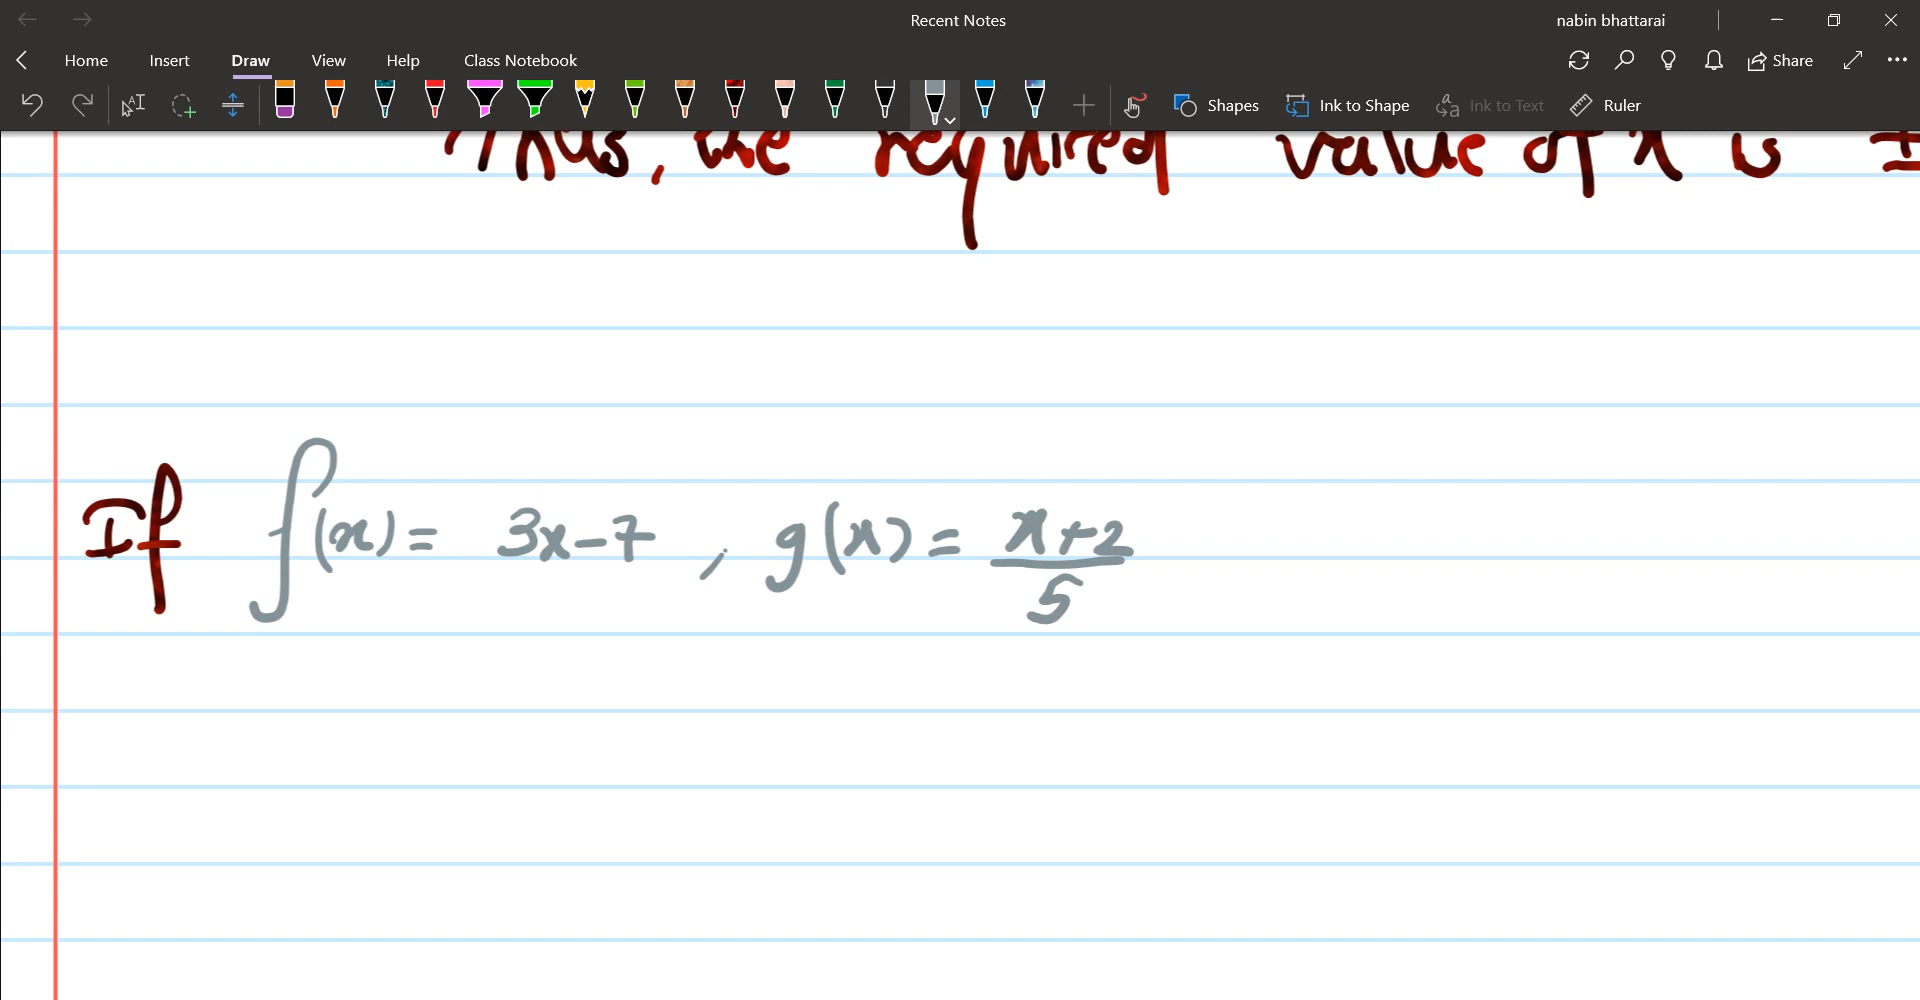 Recent Notes
nabin bhattarai
Home Insert Draw View Help Class Notebook
Share
Shapes Ink to Shape Ink to Text Ruler
Thus, the required value of x is
If f(x) = 3x-7 , g(x) = x+2/5